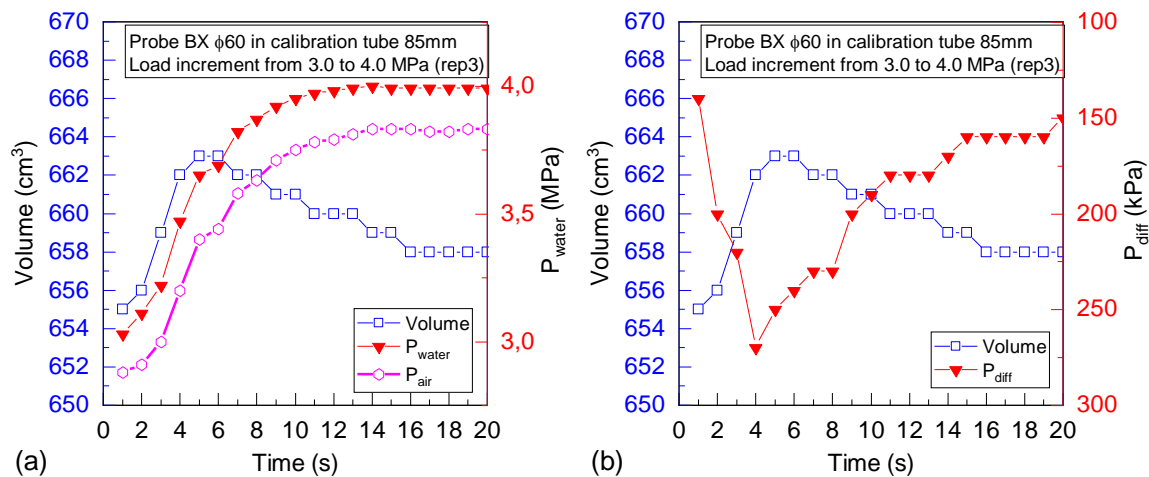 Probe BX ϕ60 in calibration tube 85mm
Load increment from 3.0 to 4.0 MPa (rep3)
670
668
666
664
662
660
658
656
654
652
650
Volume (cm³)
4,0
3,5
3,0
P_water (MPa)
Volume
P_water
P_air
0 2 4 6 8 10 12 14 16 18 20
Time (s)
(a)
Probe BX ϕ60 in calibration tube 85mm
Load increment from 3.0 to 4.0 MPa (rep3)
670
668
666
664
662
660
658
656
654
652
650
Volume (cm³)
100
150
200
250
300
P_diff (kPa)
Volume
P_diff
0 2 4 6 8 10 12 14 16 18 20
Time (s)
(b)